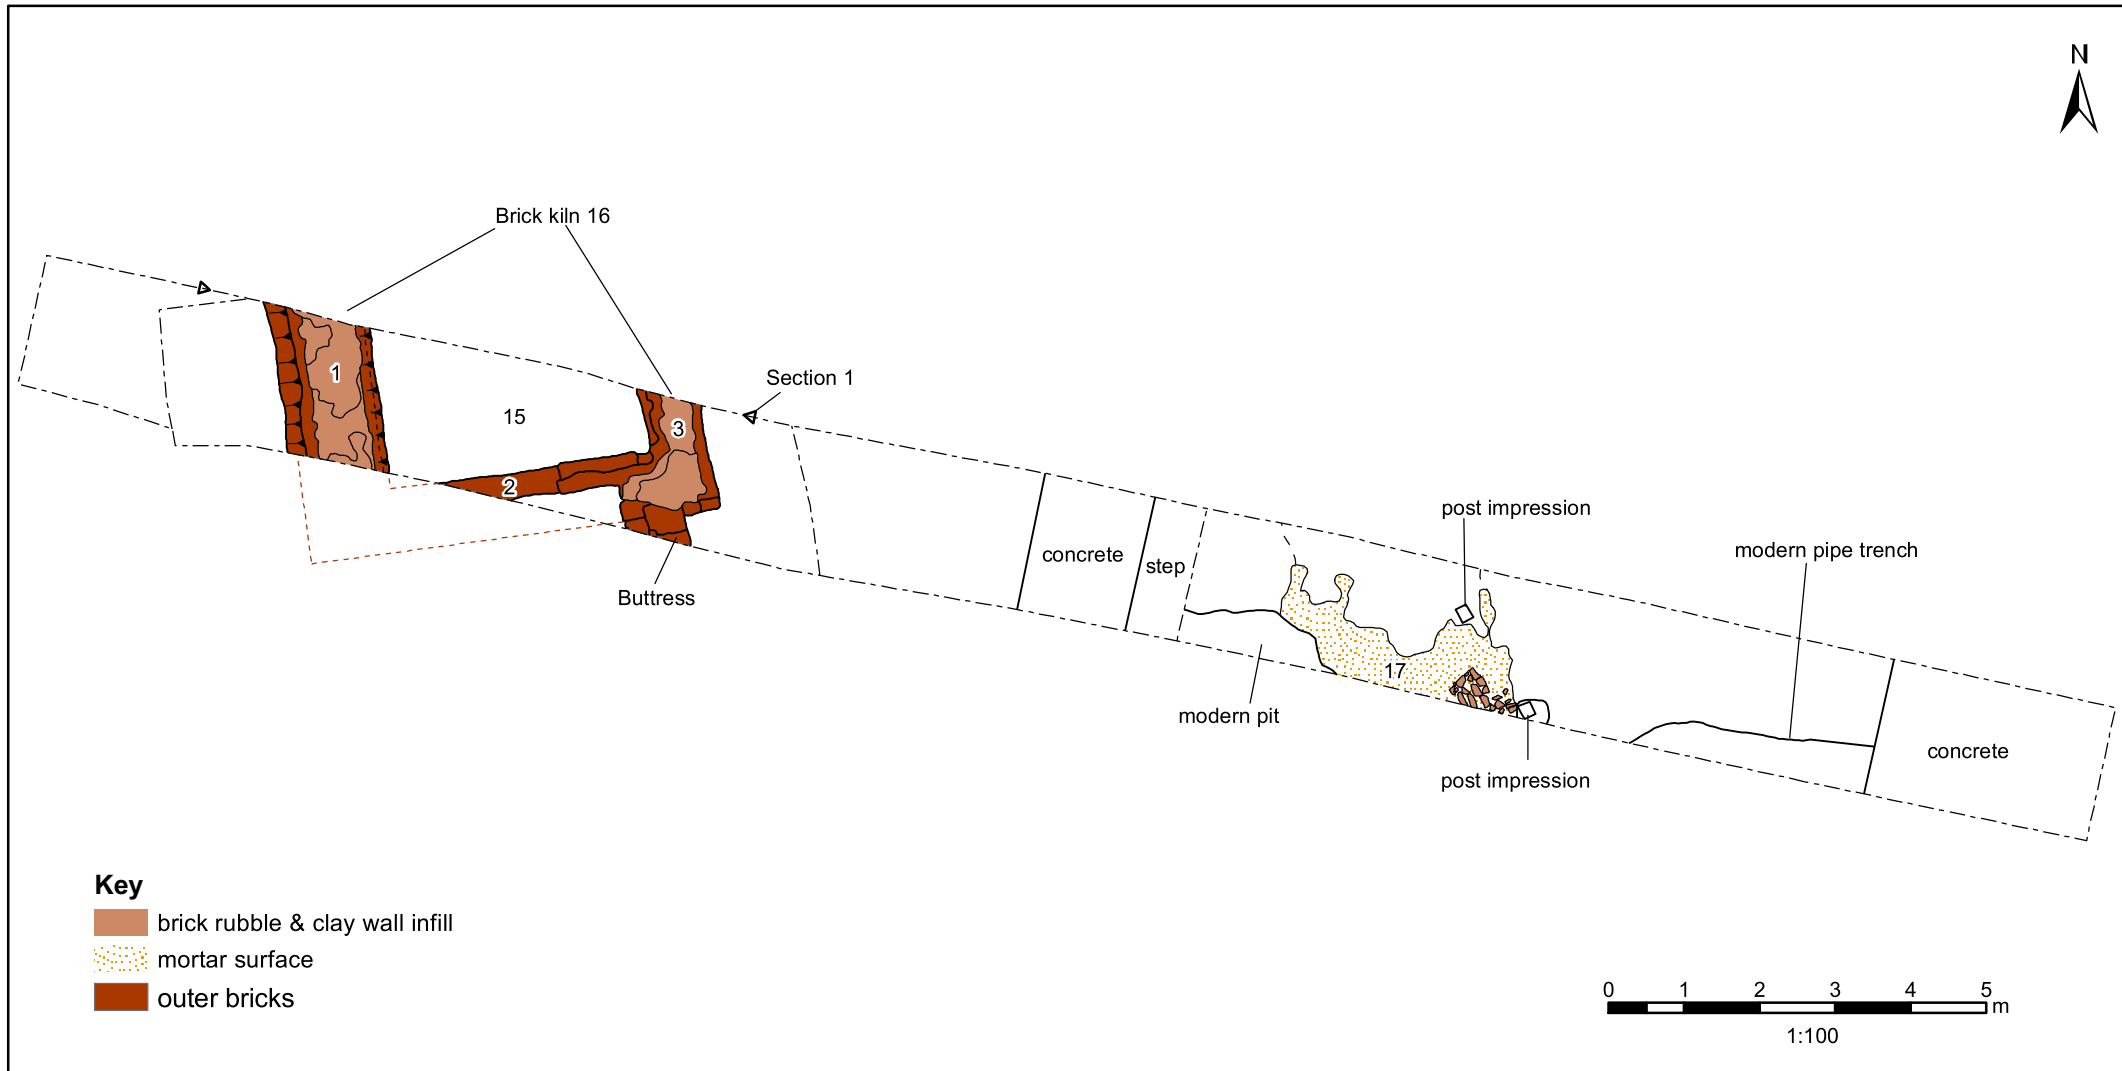 N
Brick kiln 16
Section 1
1
15
3
2
Buttress
concrete
step
post impression
modern pipe trench
17
modern pit
post impression
concrete
Key
brick rubble & clay wall infill
mortar surface
outer bricks
0 1 2 3 4 5
m
1:100